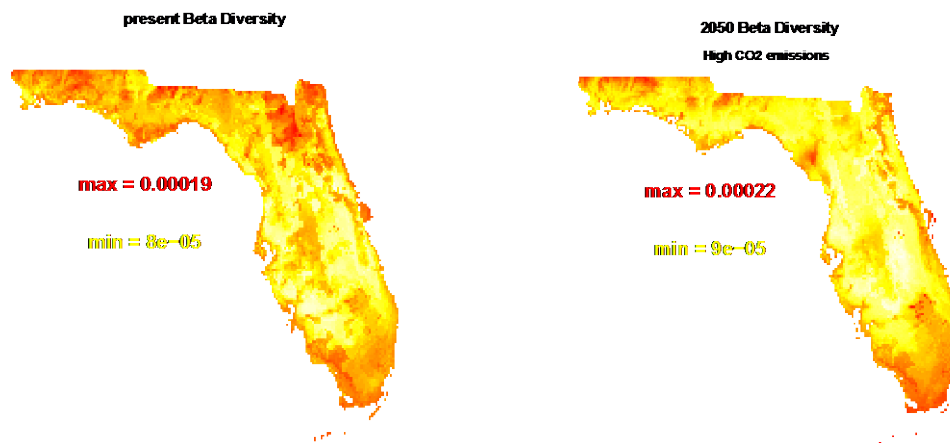 present Beta Diversity
max = 0.00019
min = 8e−05
2050 Beta Diversity
High CO2 emissions
max = 0.00022
min = 9e−05